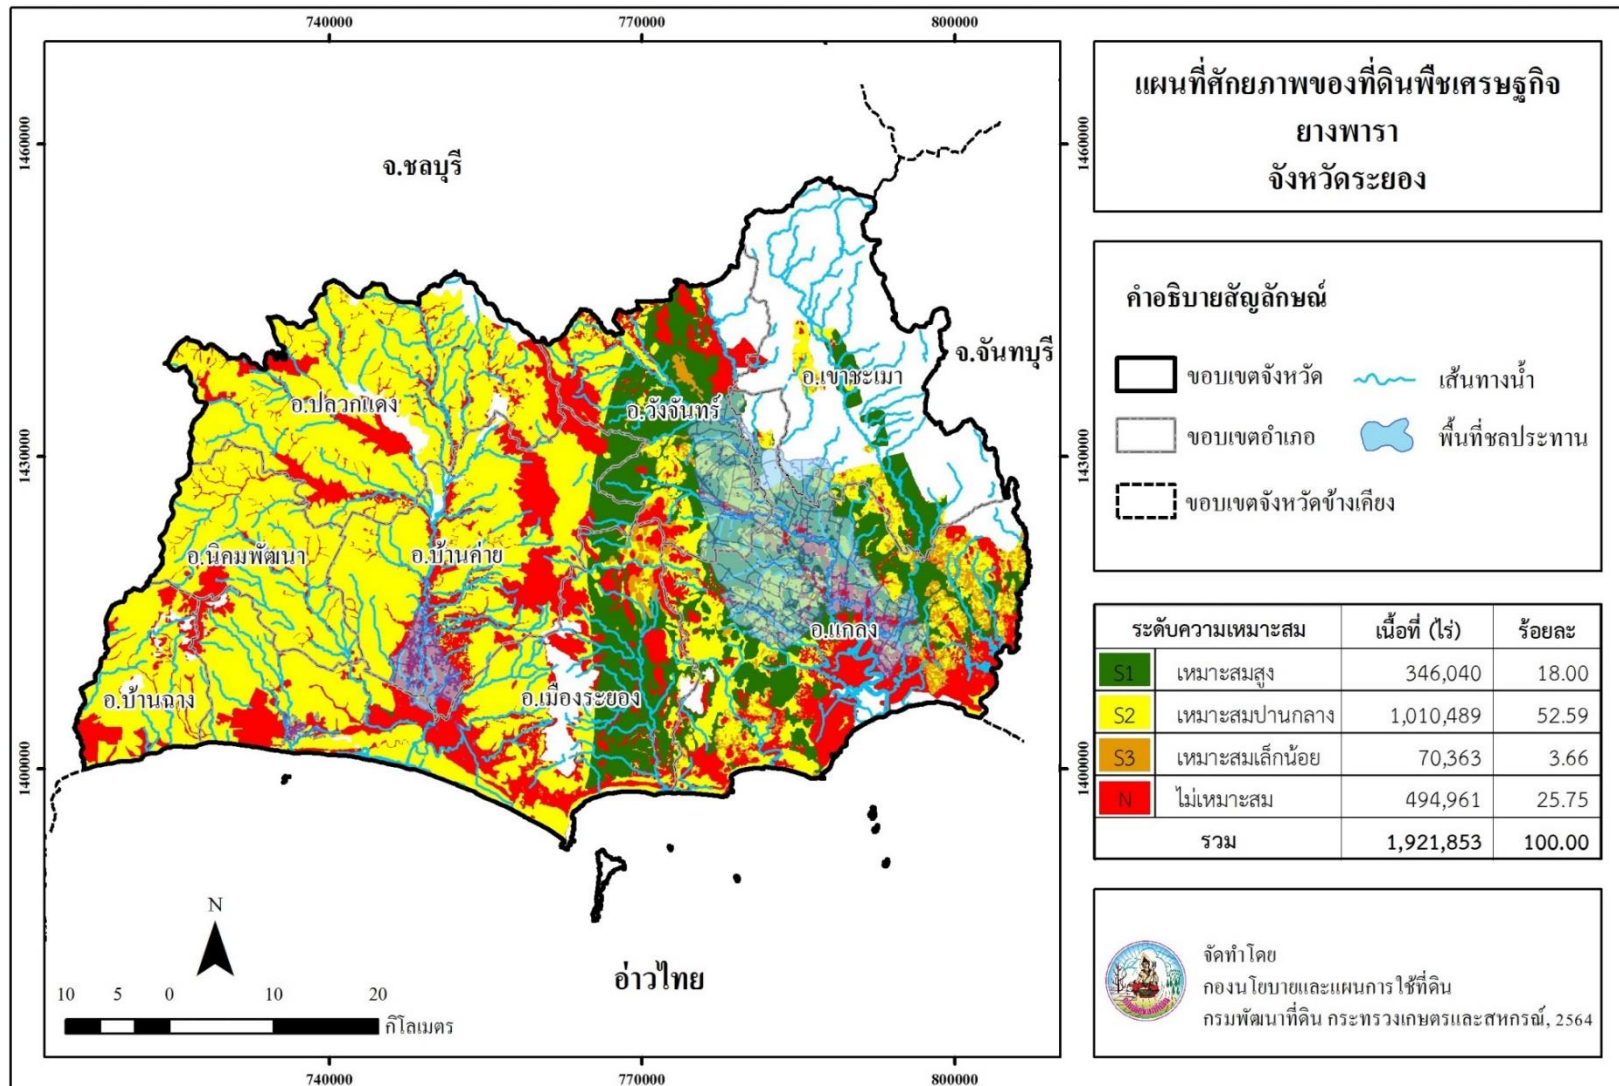 740000
770000
800000
1460000
1430000
1400000
จ.ชลบุรี
จ.จันทบุรี
อ.เขาชะเมา
อ.วังจันทร์
อ.ปลวกแดง
อ.นิคมพัฒนา
อ.บ้านค่าย
อ.แกลง
อ.บ้านฉาง
อ.เมืองระยอง
อ่าวไทย
N
10 5 0 10 20
กิโลเมตร
1460000
1430000
1400000
740000
770000
800000
แผนที่ศักยภาพของที่ดินพืชเศรษฐกิจ
ยางพารา
จังหวัดระยอง
คำอธิบายสัญลักษณ์
ขอบเขตจังหวัด เส้นทางน้ำ
ขอบเขตอำเภอ พื้นที่ชลประทาน
ขอบเขตจังหวัดข้างเคียง
ระดับความเหมาะสม เนื้อที่ (ไร่) ร้อยละ
S1 เหมาะสมสูง 346,040 18.00
S2 เหมาะสมปานกลาง 1,010,489 52.59
S3 เหมาะสมเล็กน้อย 70,363 3.66
N ไม่เหมาะสม 494,961 25.75
รวม 1,921,853 100.00
จัดทำโดย
กองนโยบายและแผนการใช้ที่ดิน
กรมพัฒนาที่ดิน กระทรวงเกษตรและสหกรณ์, 2564